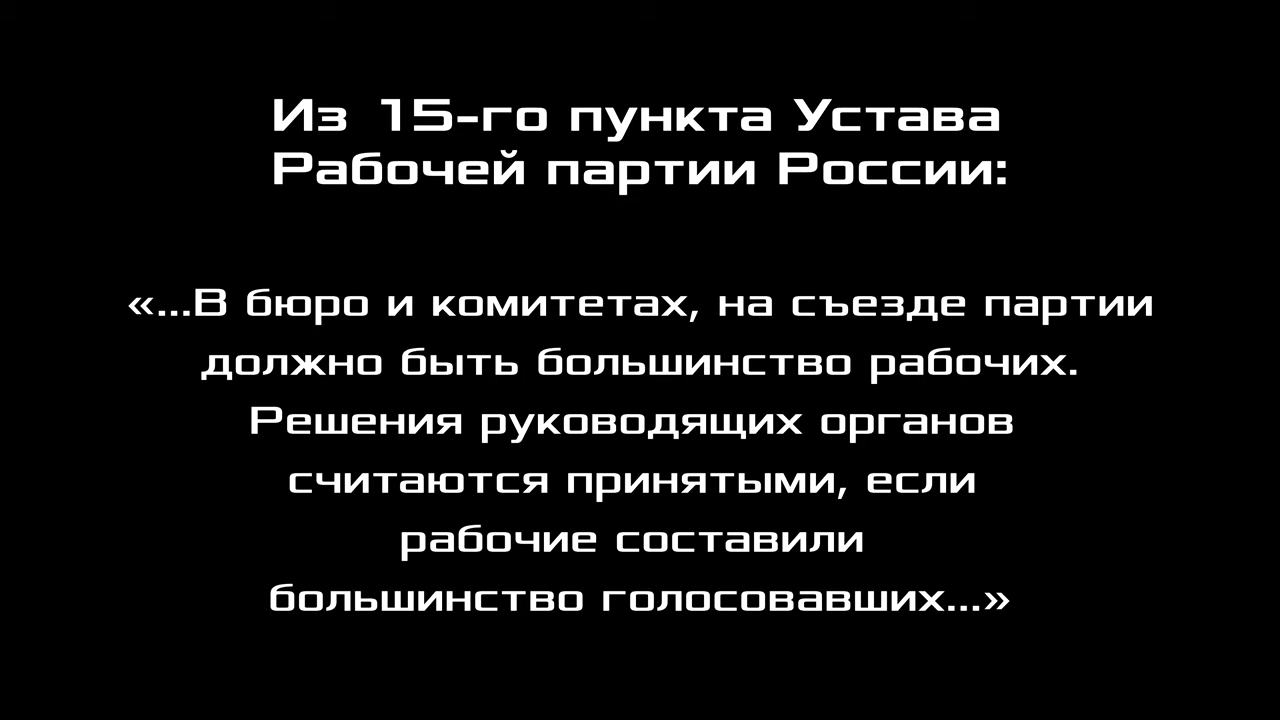 Из 15-го пункта Устава
Рабочей партии России:
«...В бюро и комитетах, на съезде партии
должно быть большинство рабочих.
Решения руководящих органов
считаются принятыми, если
рабочие составили
большинство голосовавших...»